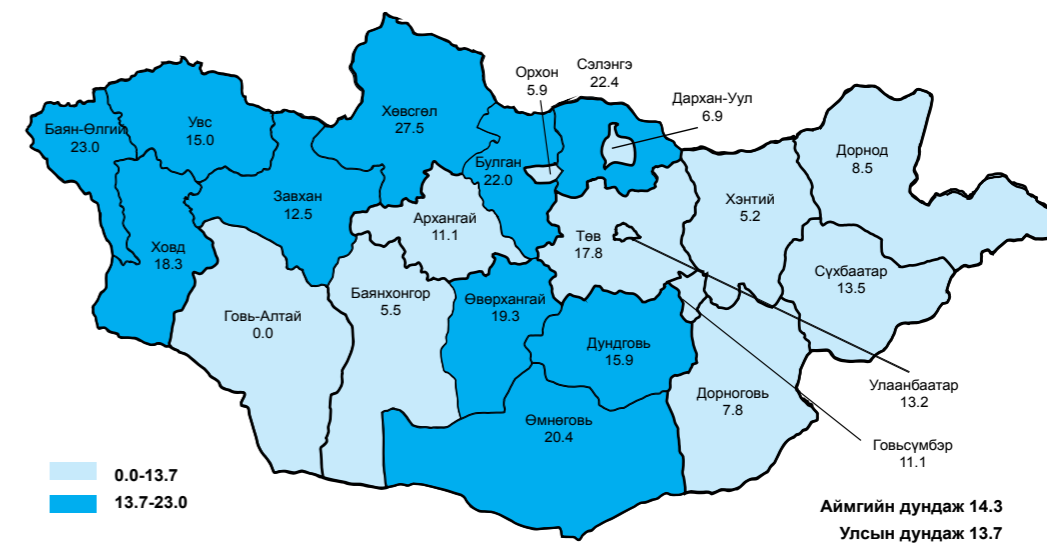 Орхон
5.9
Сэлэнгэ
22.4
Дархан-Уул
6.9
Баян-Өлгий
23.0
Увс
15.0
Хөвсгөл
27.5
Булган
22.0
Дорнод
8.5
Завхан
12.5
Хэнтий
5.2
Архангай
11.1
Төв
17.8
Ховд
18.3
Сүхбаатар
13.5
Баянхонгор
5.5
Өвөрхангай
19.3
Говь-Алтай
0.0
Дундговь
15.9
Улаанбаатар
13.2
Дорноговь
7.8
Өмнөговь
20.4
Говьсүмбэр
11.1
0.0-13.7
13.7-23.0
Аймгийн дундаж 14.3
Улсын дундаж 13.7